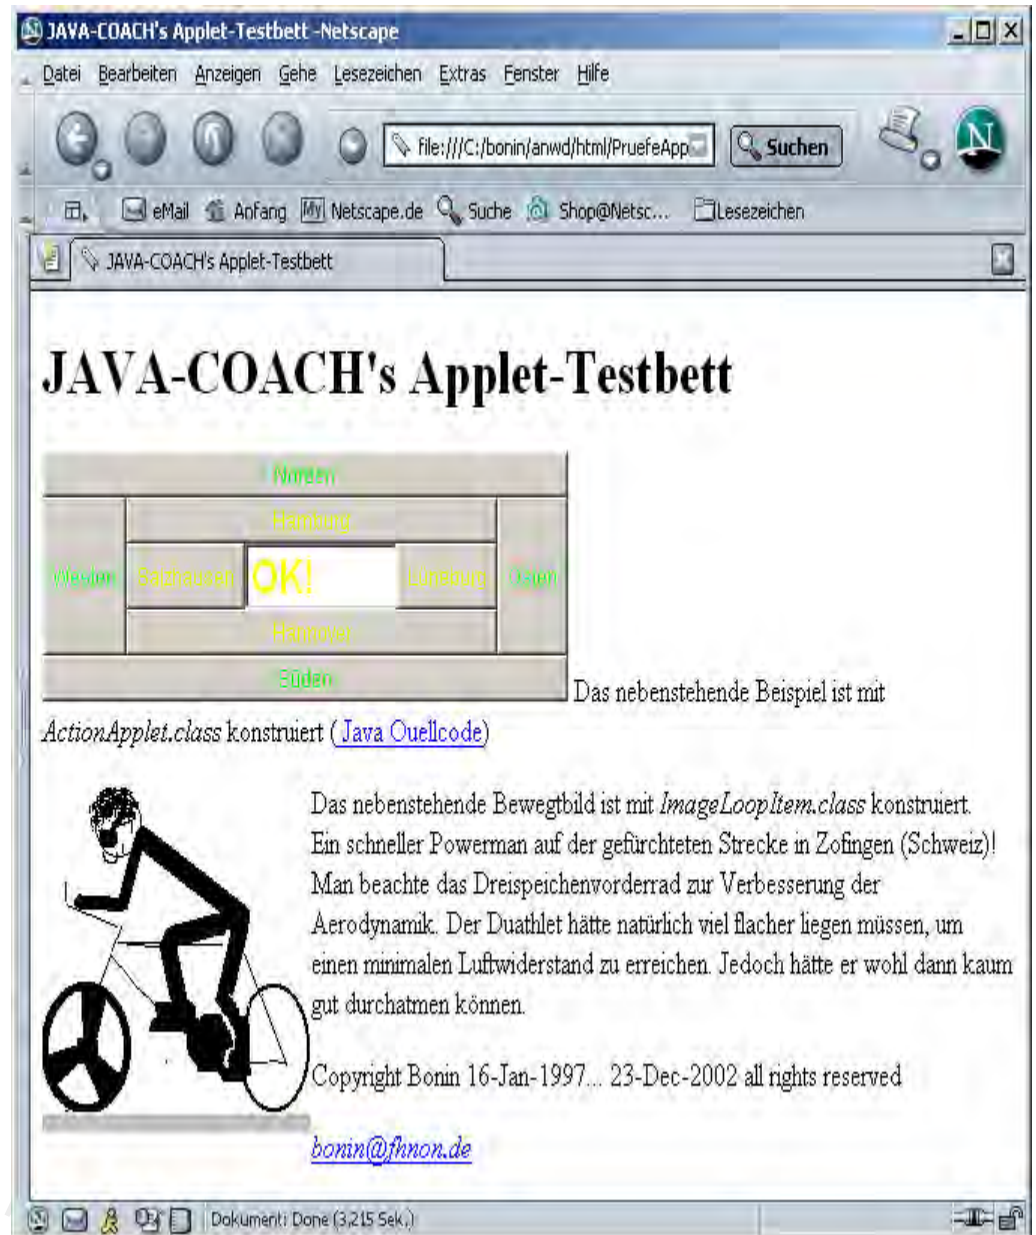 JAVA-COACH's Applet-Testbett -Netscape
Datei Bearbeiten Anzeigen Gehe Lesezeichen Extras Fenster Hilfe
file:///C:/bonin/anwd/html/PruefeApp Suchen
eMail Anfang My Netscape.de Suche Shop@Netsc... Lesezeichen
JAVA-COACH's Applet-Testbett
JAVA-COACH's Applet-Testbett
Norden
Hamburg
Westen Salzhausen OK! Lüneburg Osten
Hannover
Süden
Das nebenstehende Beispiel ist mit
ActionApplet.class konstruiert ( Java Quellcode)
Das nebenstehende Bewegtbild ist mit ImageLoopItem.class konstruiert.
Ein schneller Powerman auf der gefürchteten Strecke in Zofingen (Schweiz)!
Man beachte das Dreispeichenvorderrad zur Verbesserung der
Aerodynamik. Der Duathlet hätte natürlich viel flacher liegen müssen, um
einen minimalen Luftwiderstand zu erreichen. Jedoch hätte er wohl dann kaum
gut durchatmen können.
Copyright Bonin 16-Jan-1997... 23-Dec-2002 all rights reserved
bonin@fhnon.de
Dokument: Done (3,215 Sek.)